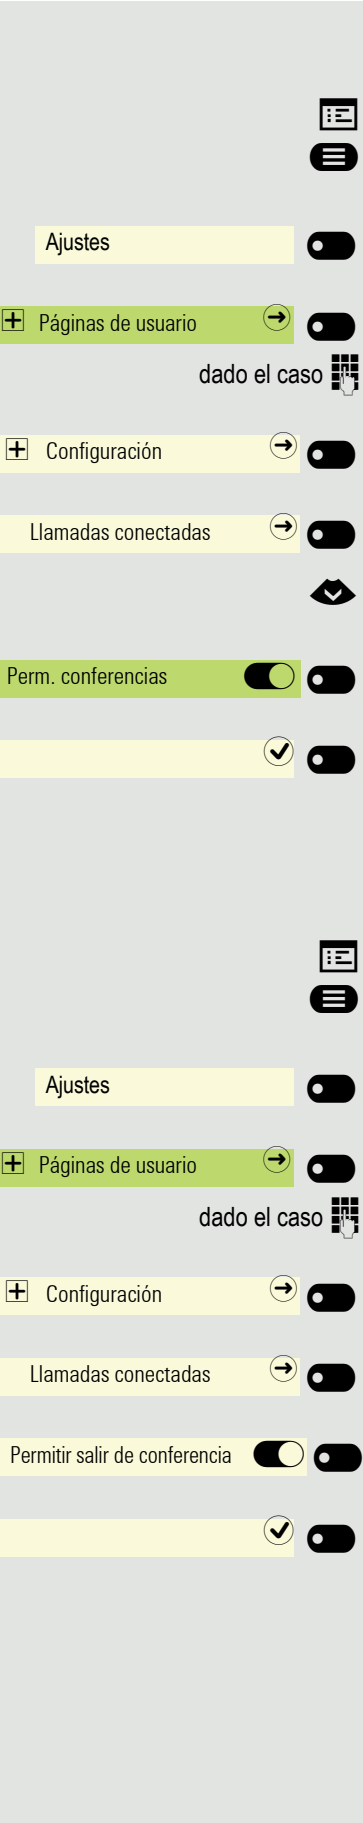 Ajustes
Páginas de usuario
dado el caso
Configuración
Llamadas conectadas
Perm. conferencias
Ajustes
Páginas de usuario
dado el caso
Configuración
Llamadas conectadas
Permitir salir de conferencia